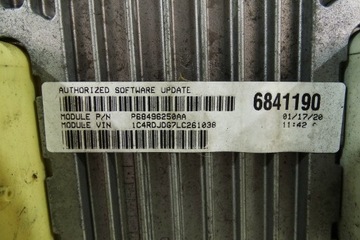 AUTHORIZED SOFTWARE UPDATE
6841190
MODULE P/N P68496250AA 01/17/20
MODULE VIN 1C4RDJDG7LC261038 11:42